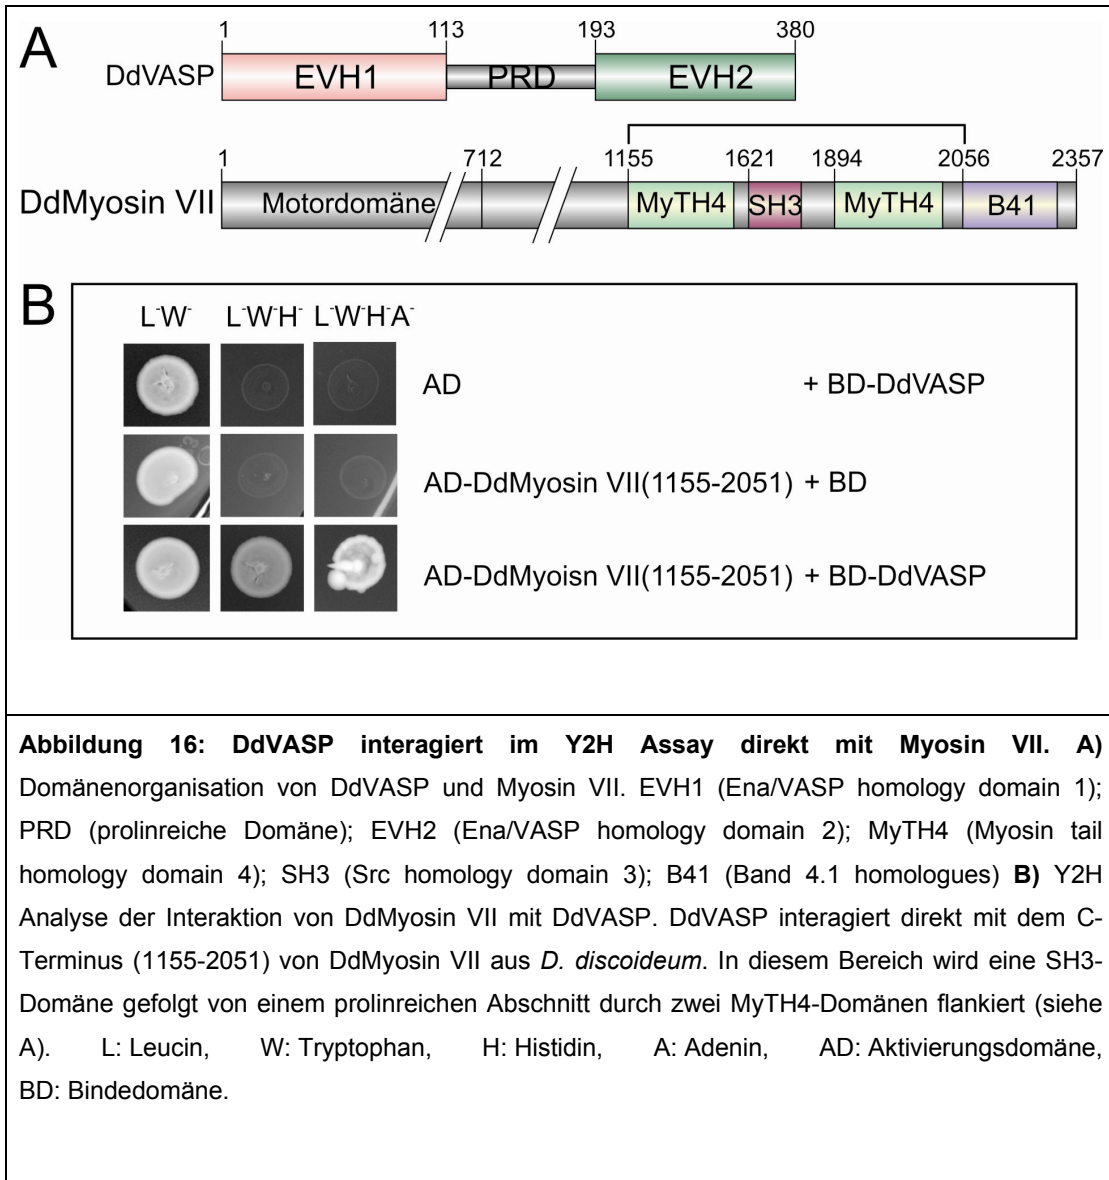 A
1 113 193 380
DdVASP EVH1 PRD EVH2
1 712 1155 1621 1894 2056 2357
DdMyosin VII Motordomäne MyTH4 SH3 MyTH4 B41
B
L⁻W⁻ L⁻W⁻H⁻ L⁻W⁻H⁻A⁻
AD + BD-DdVASP
AD-DdMyosin VII(1155-2051) + BD
AD-DdMyoisn VII(1155-2051) + BD-DdVASP
Abbildung 16: DdVASP interagiert im Y2H Assay direkt mit Myosin VII. A)
Domänenorganisation von DdVASP und Myosin VII. EVH1 (Ena/VASP homology domain 1);
PRD (prolinreiche Domäne); EVH2 (Ena/VASP homology domain 2); MyTH4 (Myosin tail
homology domain 4); SH3 (Src homology domain 3); B41 (Band 4.1 homologues) B) Y2H
Analyse der Interaktion von DdMyosin VII mit DdVASP. DdVASP interagiert direkt mit dem C-
Terminus (1155-2051) von DdMyosin VII aus D. discoideum. In diesem Bereich wird eine SH3-
Domäne gefolgt von einem prolinreichen Abschnitt durch zwei MyTH4-Domänen flankiert (siehe
A). L: Leucin, W: Tryptophan, H: Histidin, A: Adenin, AD: Aktivierungsdomäne,
BD: Bindedomäne.